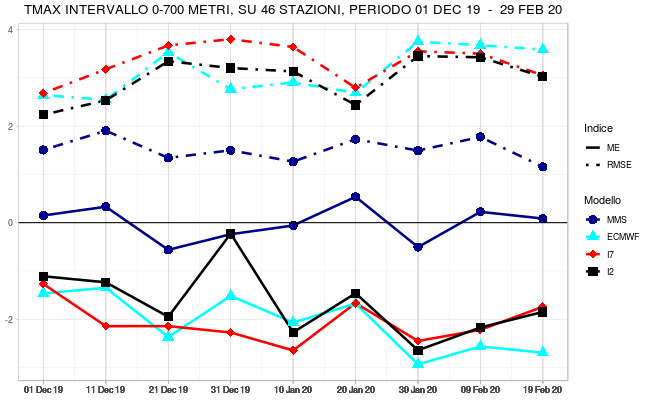 TMAX INTERVALLO 0-700 METRI, SU 46 STAZIONI, PERIODO 01 DEC 19 - 29 FEB 20
4
2
0
-2
01 Dec 19 11 Dec 19 21 Dec 19 31 Dec 19 10 Jan 20 20 Jan 20 30 Jan 20 09 Feb 20 19 Feb 20
Indice
ME
RMSE
Modello
MMS
ECMWF
I7
I2